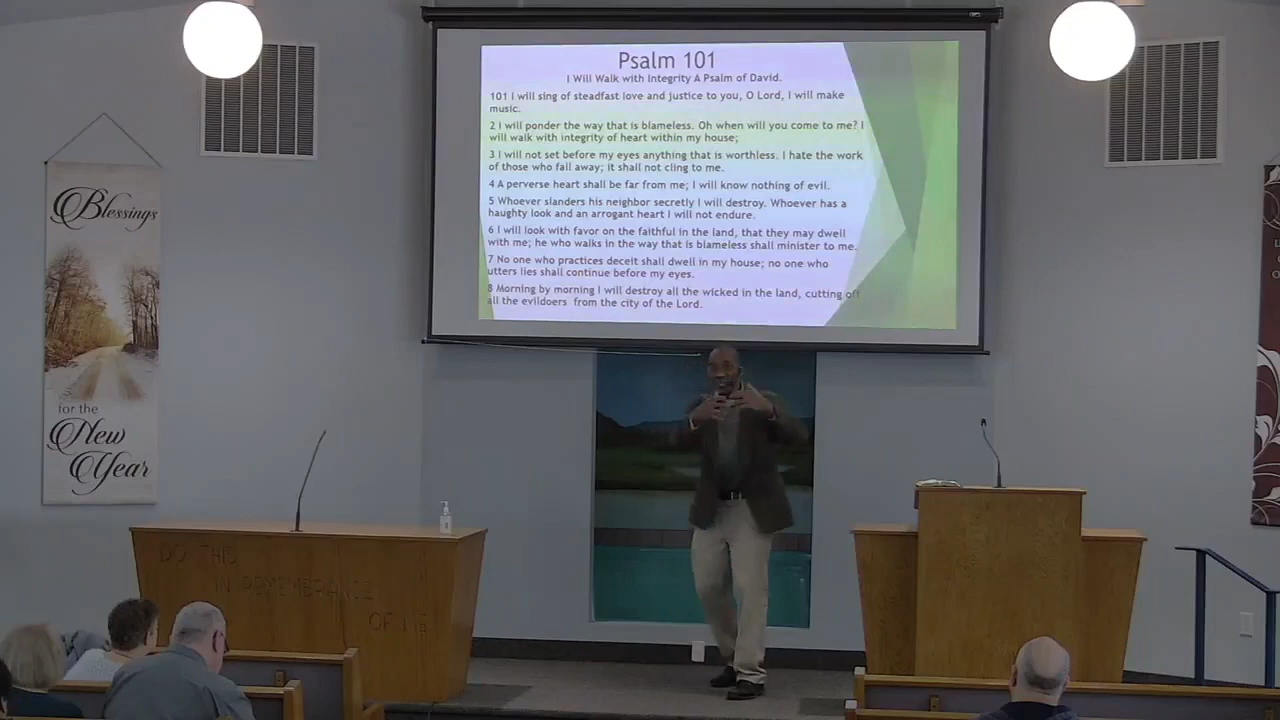 Psalm 101
I Will Walk with Integrity A Psalm of David.
101 I will sing of steadfast love and justice to you, O Lord, I will make
music.
2 I will ponder the way that is blameless. Oh when will you come to me? I
will walk with integrity of heart within my house;
3 I will not set before my eyes anything that is worthless. I hate the work
of those who fall away; it shall not cling to me.
4 A perverse heart shall be far from me; I will know nothing of evil.
5 Whoever slanders his neighbor secretly I will destroy. Whoever has a
haughty look and an arrogant heart I will not endure.
6 I will look with favor on the faithful in the land, that they may dwell
with me; he who walks in the way that is blameless shall minister to me.
7 No one who practices deceit shall dwell in my house; no one who
utters lies shall continue before my eyes.
8 Morning by morning I will destroy all the wicked in the land, cutting off
all the evildoers from the city of the Lord.
Blessings
for the
New
Year
DO THIS
IN REMEMBRANCE
OF ME